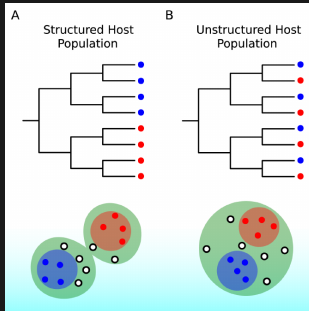 A
Structured Host
Population
B
Unstructured Host
Population